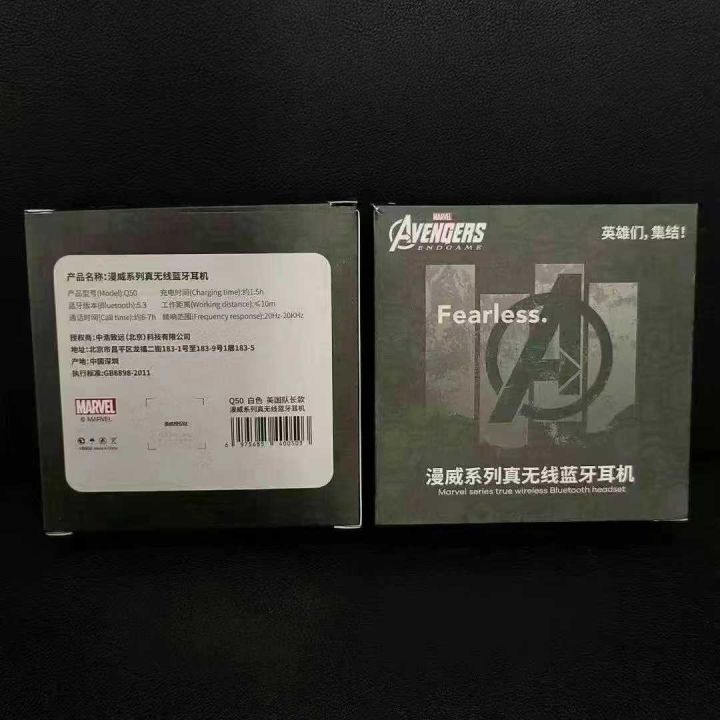 产品名称:漫威系列真无线蓝牙耳机
产品型号(Model):Q50 充电时间(Charging time):约1.5h
蓝牙版本(Bluetooth):5.3 工作距离(Working distance):≤10m
通话时间(Call time):约6-7h 频响范围(Frequency response):20Hz-20KHz
授权商:中浩致远(北京)科技有限公司
地址:北京市昌平区龙禧二街183-1号至183-9号1层183-5
产地:中国深圳
执行标准:GB8898-2011
MARVEL
© MARVEL
Q50 白色 美国队长款
漫威系列真无线蓝牙耳机
6 975685 400503
MARVEL
AVENGERS
ENDGAME
英雄们,集结!
Fearless.
漫威系列真无线蓝牙耳机
Marvel series true wireless Bluetooth headset